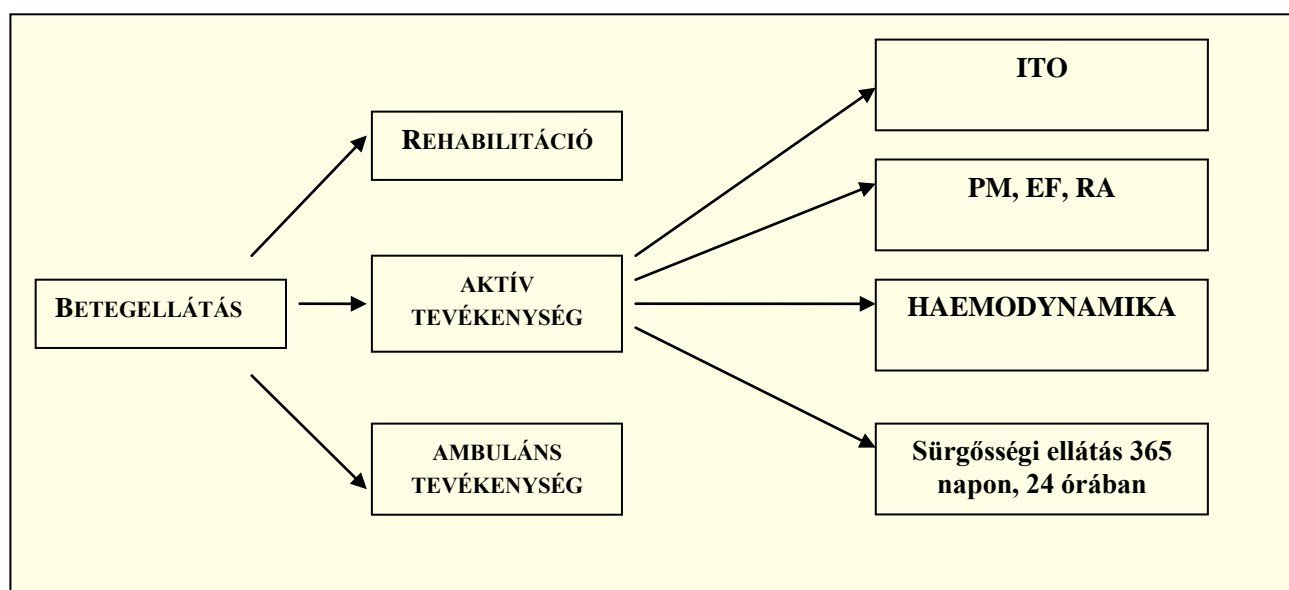 BETEGELLÁTÁS
REHABILITÁCIÓ
AKTÍV
TEVÉKENYSÉG
AMBULÁNS
TEVÉKENYSÉG
ITO
PM, EF, RA
HAEMODYNAMIKA
Sürgősségi ellátás 365
napon, 24 órában